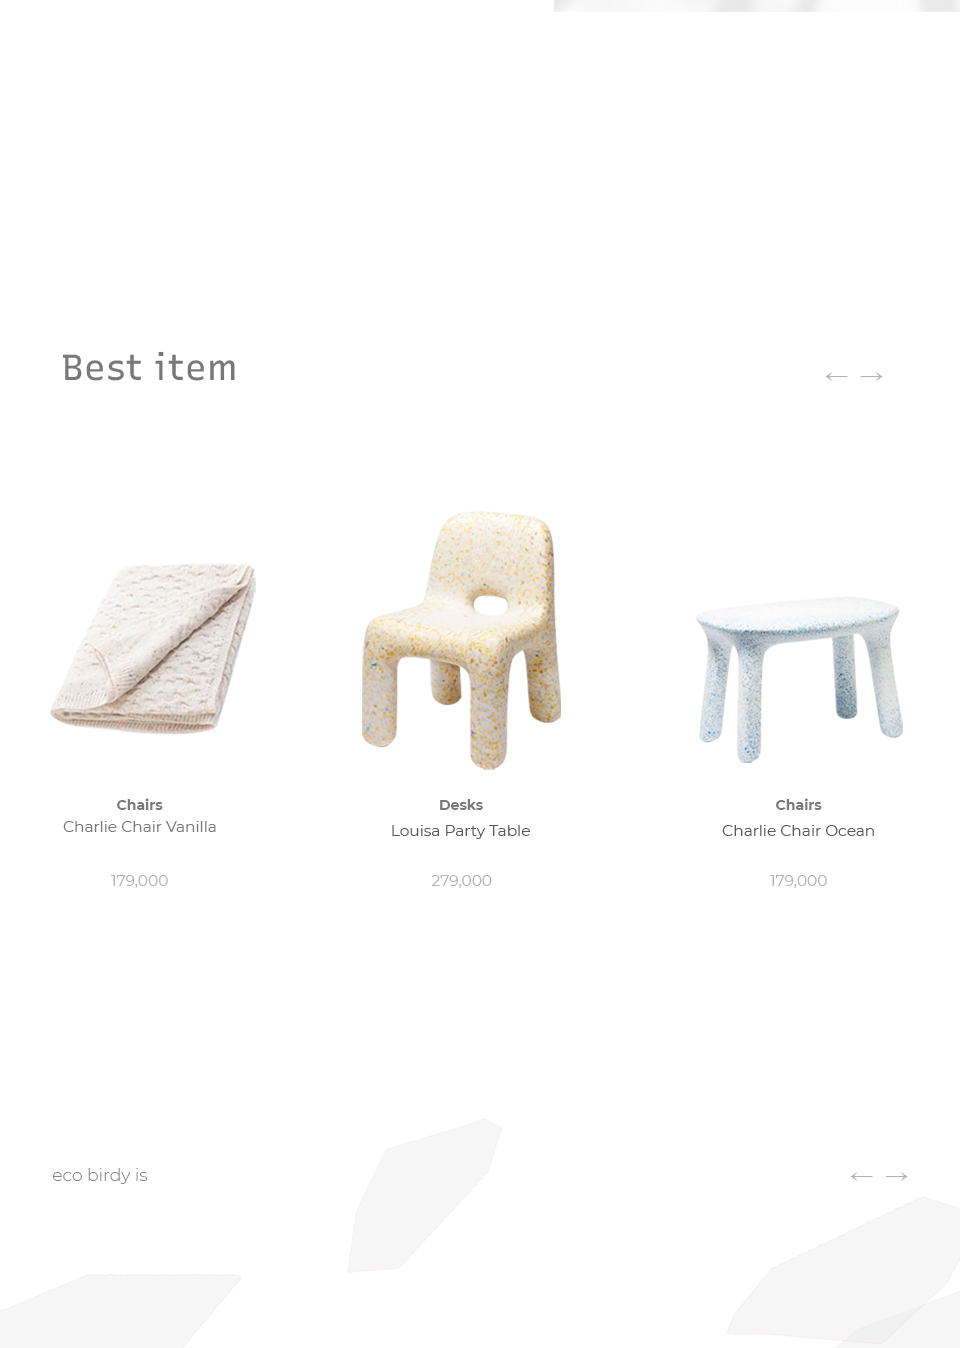 Best item
← →
Chairs
Charlie Chair Vanilla
179,000
Desks
Louisa Party Table
279,000
Chairs
Charlie Chair Ocean
179,000
eco birdy is
← →